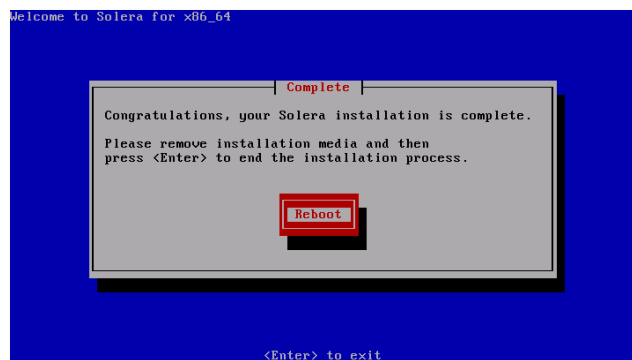 Welcome to Solera for x86_64
Complete
Congratulations, your Solera installation is complete.
Please remove installation media and then
press <Enter> to end the installation process.
Reboot
<Enter> to exit